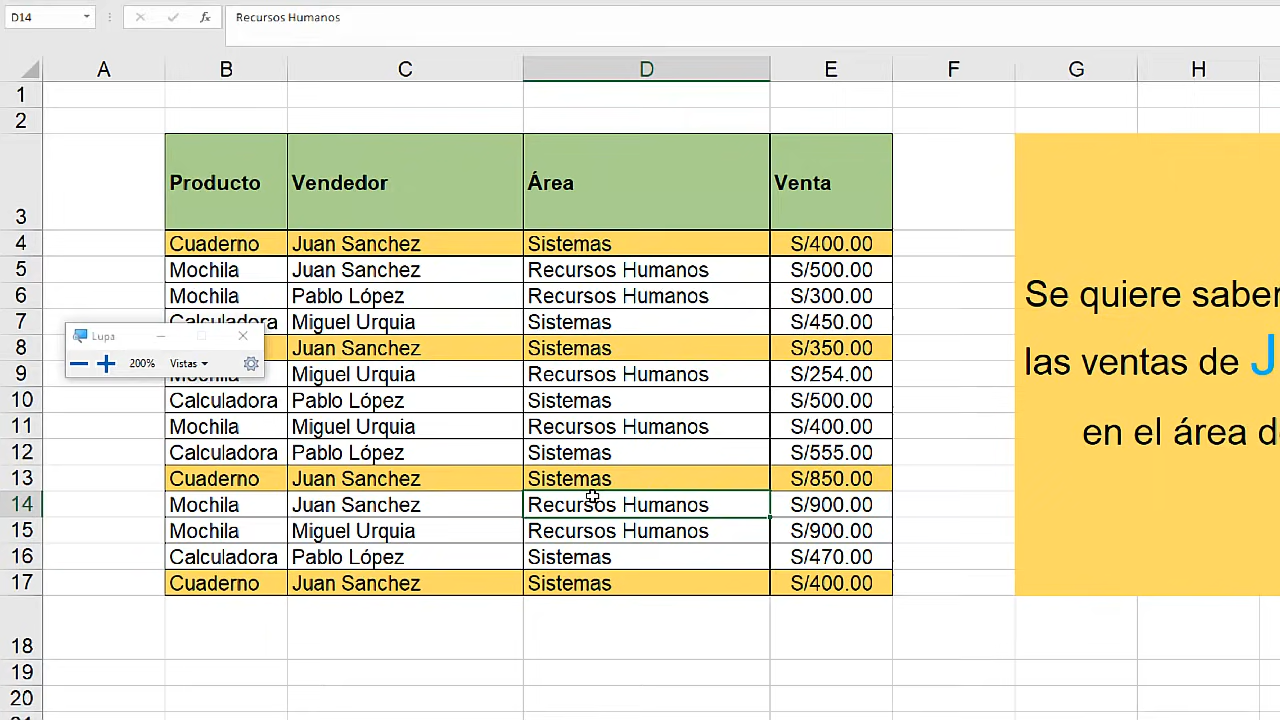 D14 Recursos Humanos
A B C D E F G H
1
2
3 Producto Vendedor Área Venta
4 Cuaderno Juan Sanchez Sistemas S/400.00
5 Mochila Juan Sanchez Recursos Humanos S/500.00
6 Mochila Pablo López Recursos Humanos S/300.00
7 Calculadora Miguel Urquia Sistemas S/450.00
Lupa
200% Vistas
8 Juan Sanchez Sistemas S/350.00
9 Mochila Miguel Urquia Recursos Humanos S/254.00
10 Calculadora Pablo López Sistemas S/500.00
11 Mochila Miguel Urquia Recursos Humanos S/400.00
12 Calculadora Pablo López Sistemas S/555.00
13 Cuaderno Juan Sanchez Sistemas S/850.00
14 Mochila Juan Sanchez Recursos Humanos S/900.00
15 Mochila Miguel Urquia Recursos Humanos S/900.00
16 Calculadora Pablo López Sistemas S/470.00
17 Cuaderno Juan Sanchez Sistemas S/400.00
18
19
20
Se quiere saber
las ventas de J
en el área d